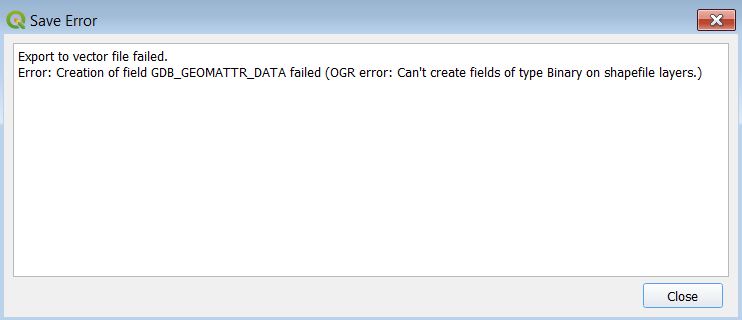 Save Error
Export to vector file failed.
Error: Creation of field GDB_GEOMATTR_DATA failed (OGR error: Can't create fields of type Binary on shapefile layers.)
Close